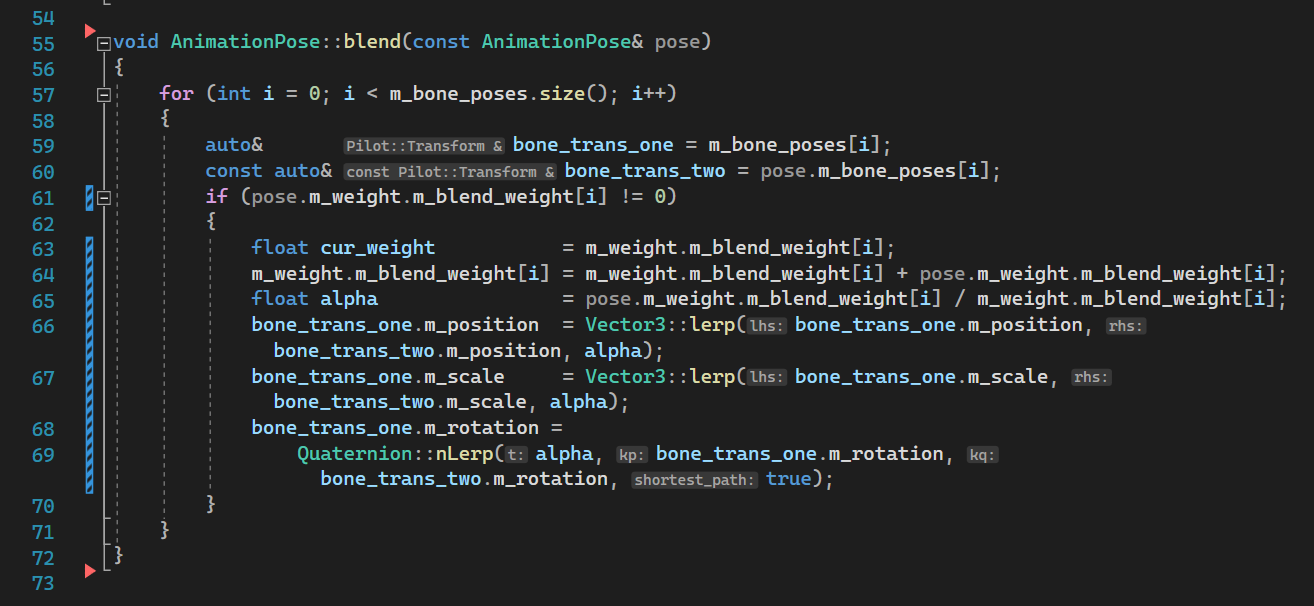 54
55 void AnimationPose::blend(const AnimationPose& pose)
56 {
57 for (int i = 0; i < m_bone_poses.size(); i++)
58 {
59 auto& Pilot::Transform & bone_trans_one = m_bone_poses[i];
60 const auto& const Pilot::Transform & bone_trans_two = pose.m_bone_poses[i];
61 if (pose.m_weight.m_blend_weight[i] != 0)
62 {
63 float cur_weight = m_weight.m_blend_weight[i];
64 m_weight.m_blend_weight[i] = m_weight.m_blend_weight[i] + pose.m_weight.m_blend_weight[i];
65 float alpha = pose.m_weight.m_blend_weight[i] / m_weight.m_blend_weight[i];
66 bone_trans_one.m_position = Vector3::lerp(lhs: bone_trans_one.m_position, rhs:
bone_trans_two.m_position, alpha);
67 bone_trans_one.m_scale = Vector3::lerp(lhs: bone_trans_one.m_scale, rhs:
bone_trans_two.m_scale, alpha);
68 bone_trans_one.m_rotation =
69 Quaternion::nLerp(t: alpha, kp: bone_trans_one.m_rotation, kq:
bone_trans_two.m_rotation, shortest_path: true);
70 }
71 }
72 }
73